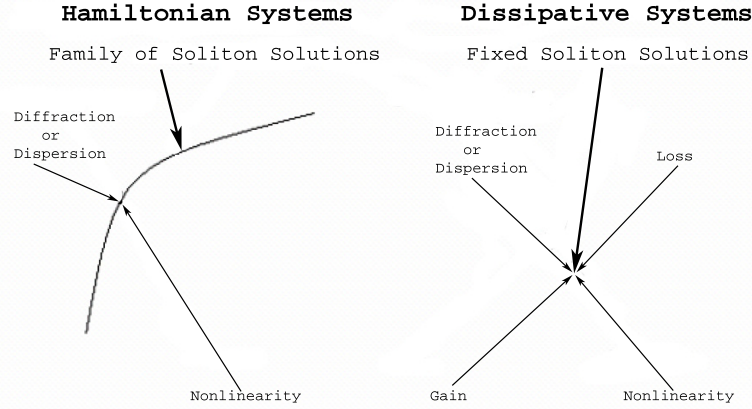 Hamiltonian Systems
Family of Soliton Solutions
Diffraction
or
Dispersion
Nonlinearity
Dissipative Systems
Fixed Soliton Solutions
Diffraction
or
Dispersion
Loss
Gain
Nonlinearity